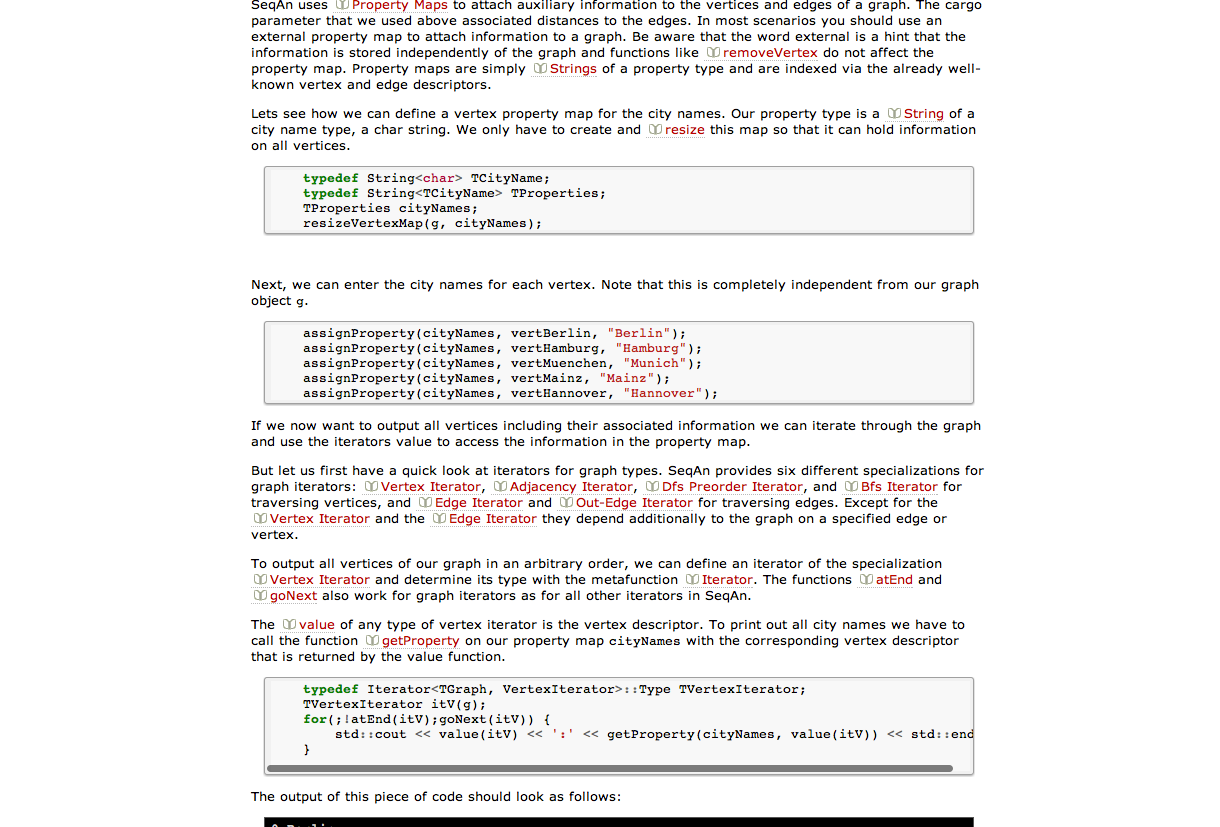 SeqAn uses Property Maps to attach auxiliary information to the vertices and edges of a graph. The cargo
parameter that we used above associated distances to the edges. In most scenarios you should use an
external property map to attach information to a graph. Be aware that the word external is a hint that the
information is stored independently of the graph and functions like removeVertex do not affect the
property map. Property maps are simply Strings of a property type and are indexed via the already well-
known vertex and edge descriptors.
Lets see how we can define a vertex property map for the city names. Our property type is a String of a
city name type, a char string. We only have to create and resize this map so that it can hold information
on all vertices.
typedef String<char> TCityName;
typedef String<TCityName> TProperties;
TProperties cityNames;
resizeVertexMap(g, cityNames);
Next, we can enter the city names for each vertex. Note that this is completely independent from our graph
object g.
assignProperty(cityNames, vertBerlin, "Berlin");
assignProperty(cityNames, vertHamburg, "Hamburg");
assignProperty(cityNames, vertMuenchen, "Munich");
assignProperty(cityNames, vertMainz, "Mainz");
assignProperty(cityNames, vertHannover, "Hannover");
If we now want to output all vertices including their associated information we can iterate through the graph
and use the iterators value to access the information in the property map.
But let us first have a quick look at iterators for graph types. SeqAn provides six different specializations for
graph iterators: Vertex Iterator, Adjacency Iterator, Dfs Preorder Iterator, and Bfs Iterator for
traversing vertices, and Edge Iterator and Out-Edge Iterator for traversing edges. Except for the
Vertex Iterator and the Edge Iterator they depend additionally to the graph on a specified edge or
vertex.
To output all vertices of our graph in an arbitrary order, we can define an iterator of the specialization
Vertex Iterator and determine its type with the metafunction Iterator. The functions atEnd and
goNext also work for graph iterators as for all other iterators in SeqAn.
The value of any type of vertex iterator is the vertex descriptor. To print out all city names we have to
call the function getProperty on our property map cityNames with the corresponding vertex descriptor
that is returned by the value function.
typedef Iterator<TGraph, VertexIterator>::Type TVertexIterator;
TVertexIterator itV(g);
for(;!atEnd(itV);goNext(itV)) {
std::cout << value(itV) << ':' << getProperty(cityNames, value(itV)) << std::end
}
The output of this piece of code should look as follows: